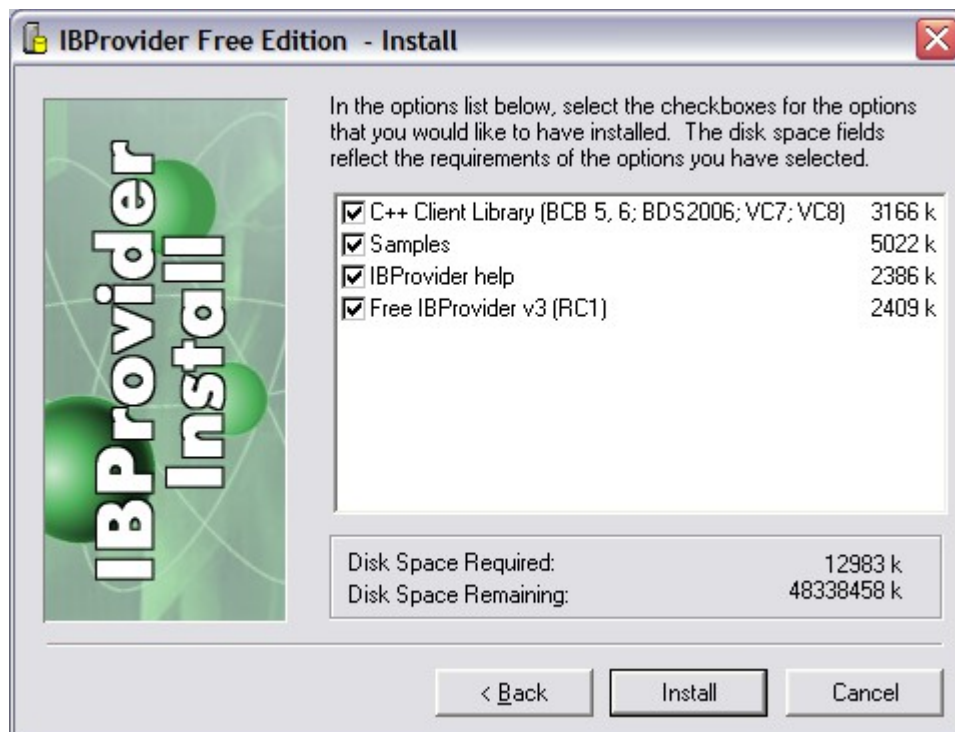 IBProvider Free Edition - Install
IBProvider
Install
In the options list below, select the checkboxes for the options
that you would like to have installed. The disk space fields
reflect the requirements of the options you have selected.
C++ Client Library (BCB 5, 6; BDS2006; VC7; VC8) 3166 k
Samples 5022 k
IBProvider help 2386 k
Free IBProvider v3 (RC1) 2409 k
Disk Space Required: 12983 k
Disk Space Remaining: 48338458 k
< Back Install Cancel